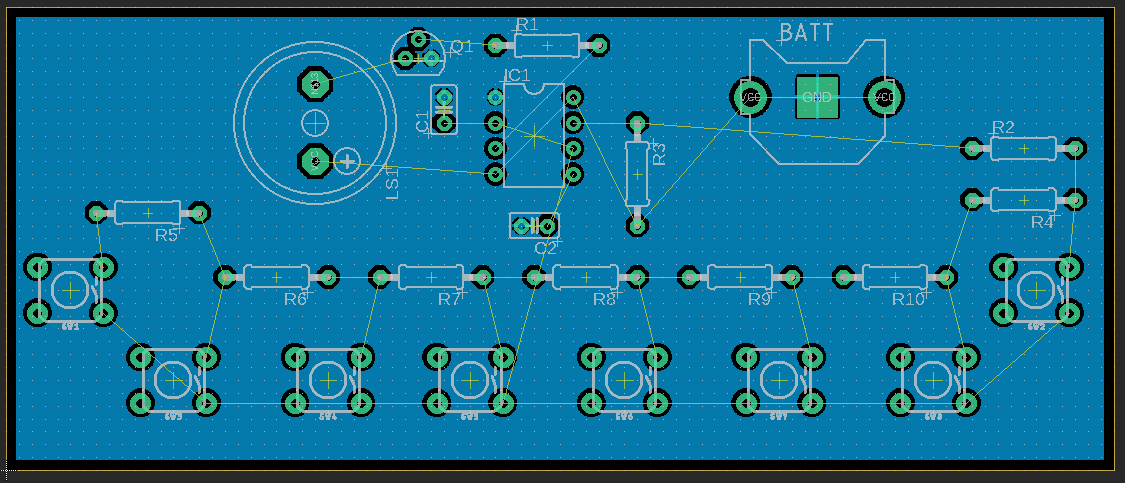 R1
BATT
Q1
IC1
VCC
GND
VCC
C1
R2
R3
LS1
R4
R5
C2
R6
R7
R8
R9
R10